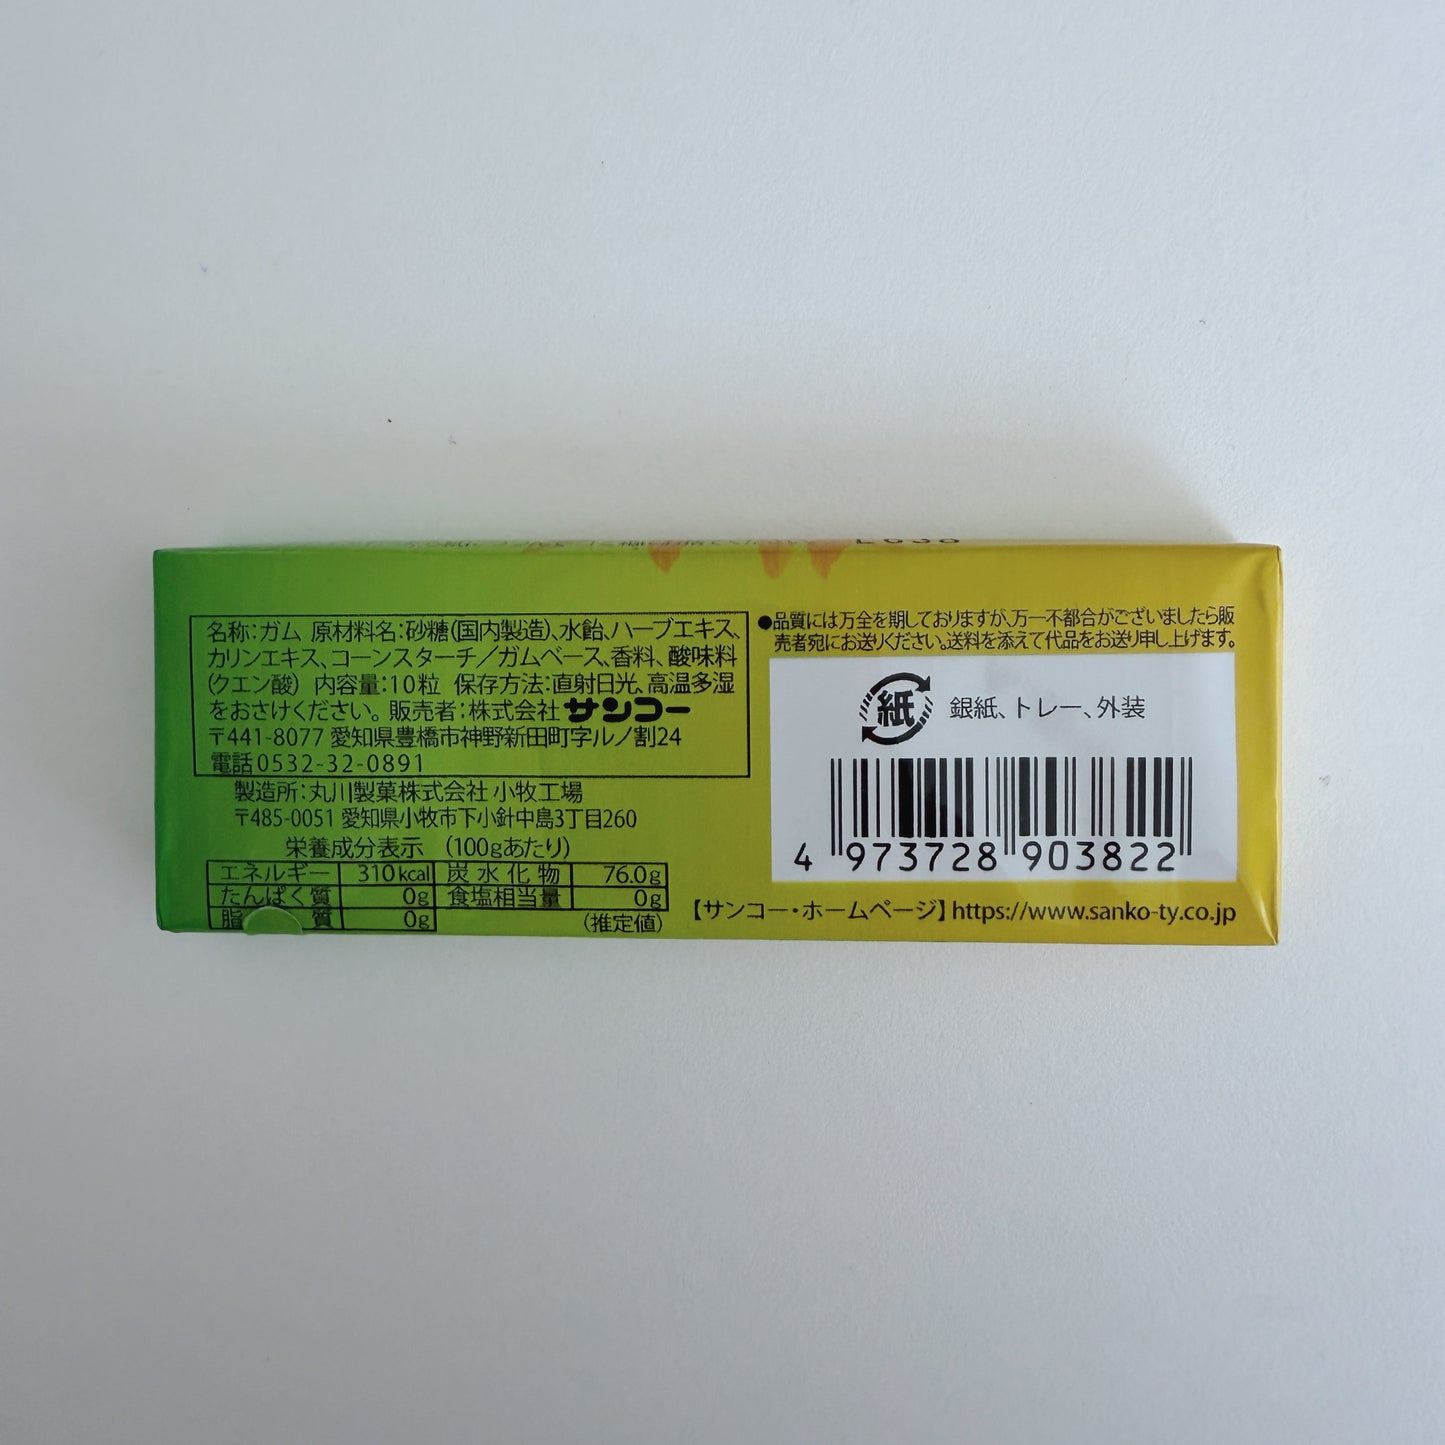 名称:ガム 原材料名:砂糖(国内製造)、水飴、ハーブエキス、
カリンエキス、コーンスターチ/ガムベース、香料、酸味料
(クエン酸) 内容量:10粒 保存方法:直射日光、高温多湿
をおさけください。販売者:株式会社 サンコー
〒441-8077 愛知県豊橋市神野新田町字ルノ割24
電話0532-32-0891
製造所:丸川製菓株式会社 小牧工場
〒485-0051 愛知県小牧市下小針中島3丁目260
栄養成分表示 (100gあたり)
エネルギー 310kcal 炭水化物 76.0g
たんぱく質 0g 食塩相当量 0g
脂質 0g (推定値)
●品質には万全を期しておりますが、万一不都合がございましたら販
売者宛にお送りください。送料を添えて代品をお送り申し上げます。
紙 銀紙、トレー、外装
4 973728 903822
【サンコー・ホームページ】https://www.sanko-ty.co.jp